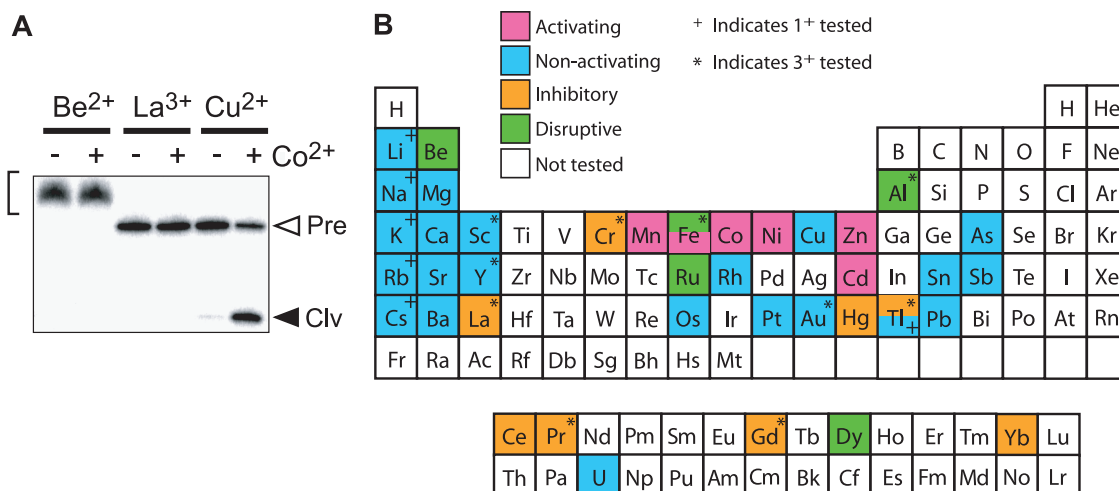 A
Be2+ La3+ Cu2+
- + - + - + Co2+
Pre
Clv
B
Activating
Non-activating
Inhibitory
Disruptive
Not tested
+ Indicates 1+ tested
* Indicates 3+ tested
H H He
Li+ Be B C N O F Ne
Na+ Mg Al* Si P S Cl Ar
K+ Ca Sc* Ti V Cr* Mn Fe* Co Ni Cu Zn Ga Ge As Se Br Kr
Rb+ Sr Y* Zr Nb Mo Tc Ru Rh Pd Ag Cd In Sn Sb Te I Xe
Cs+ Ba La* Hf Ta W Re Os Ir Pt Au* Hg Tl*+ Pb Bi Po At Rn
Fr Ra Ac Rf Db Sg Bh Hs Mt
Ce Pr* Nd Pm Sm Eu Gd* Tb Dy Ho Er Tm Yb Lu
Th Pa U Np Pu Am Cm Bk Cf Es Fm Md No Lr